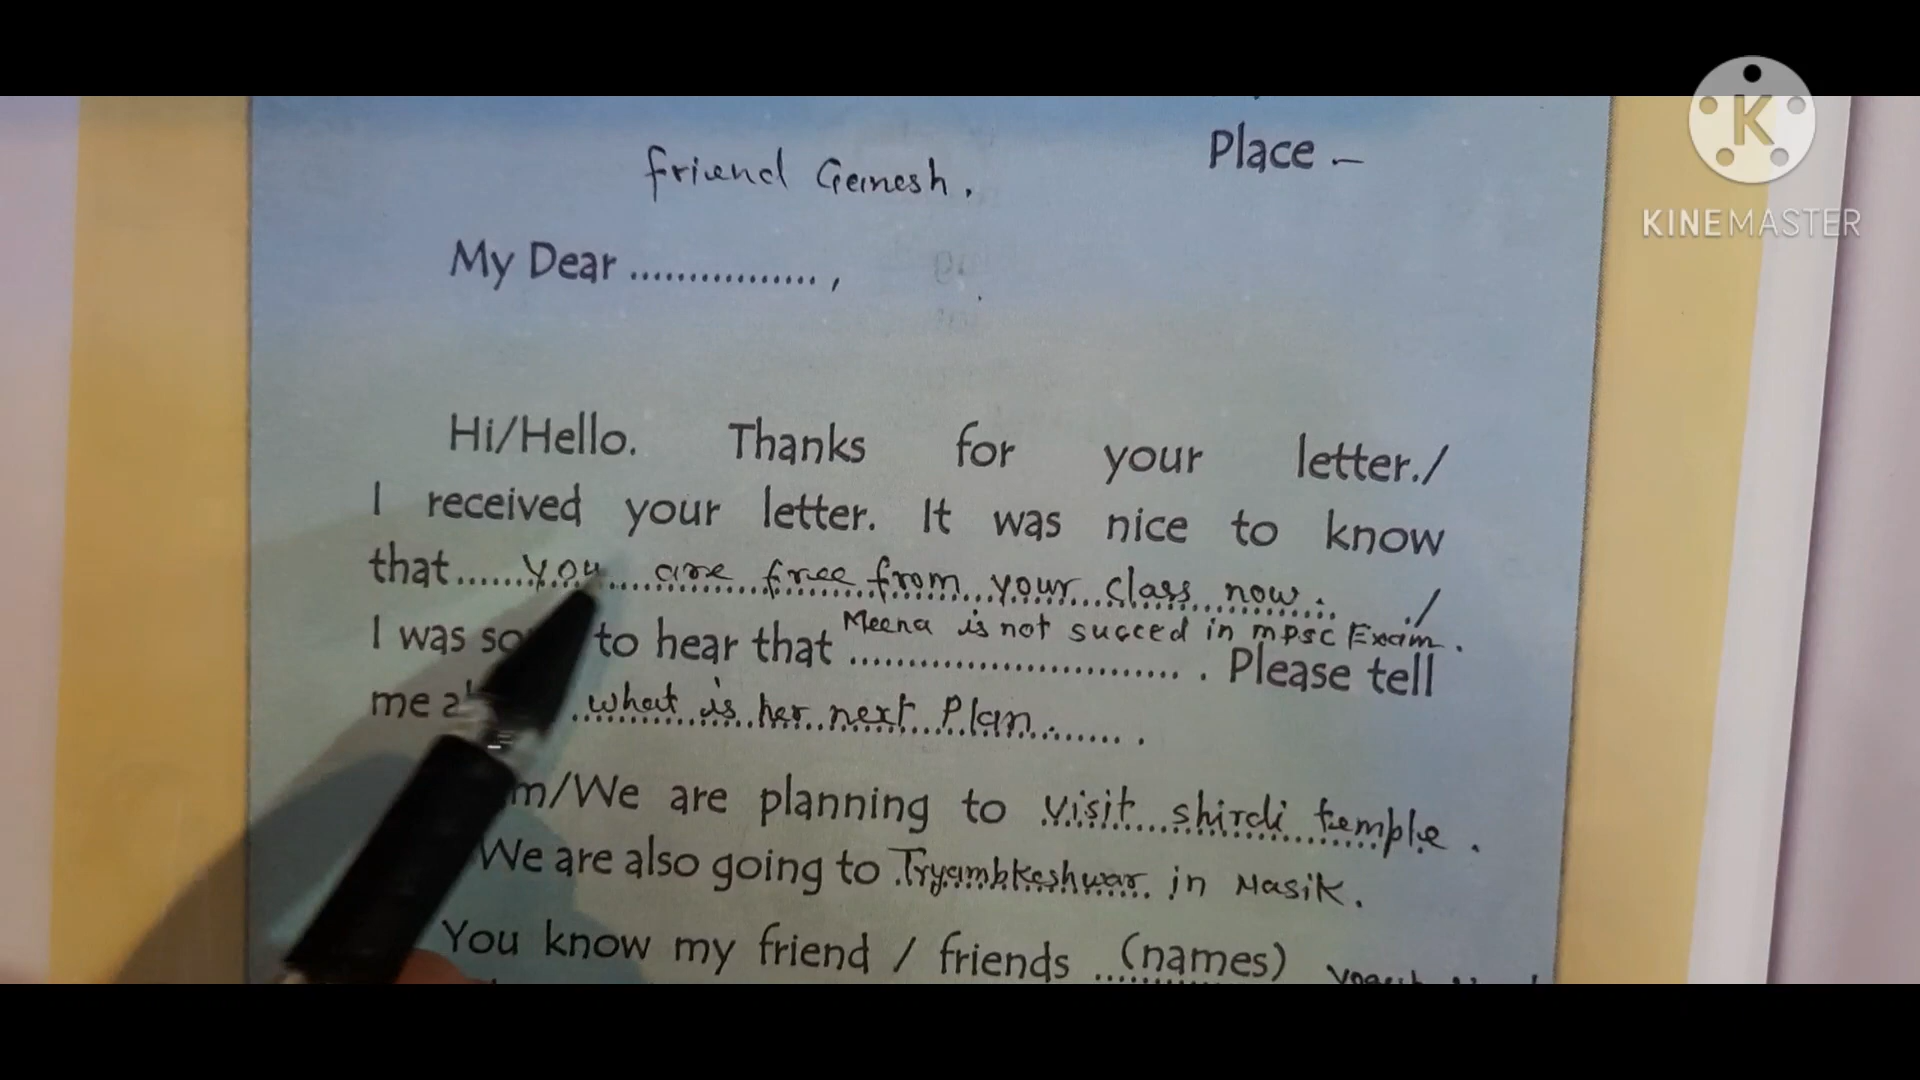 Place –
friend Ganesh.
My Dear ................ ,
Hi/Hello. Thanks for your letter./
I received your letter. It was nice to know
that ......you are free from your class now. ./
I was to hear that Meena is not succed in mpsc Exam.
............................. . Please tell
me what is her next Plan....... .
/We are planning to visit shirdi temple.
We are also going to Tryambkeshwar in Nasik.
You know my friend / friends ..(names)
KINEMASTER